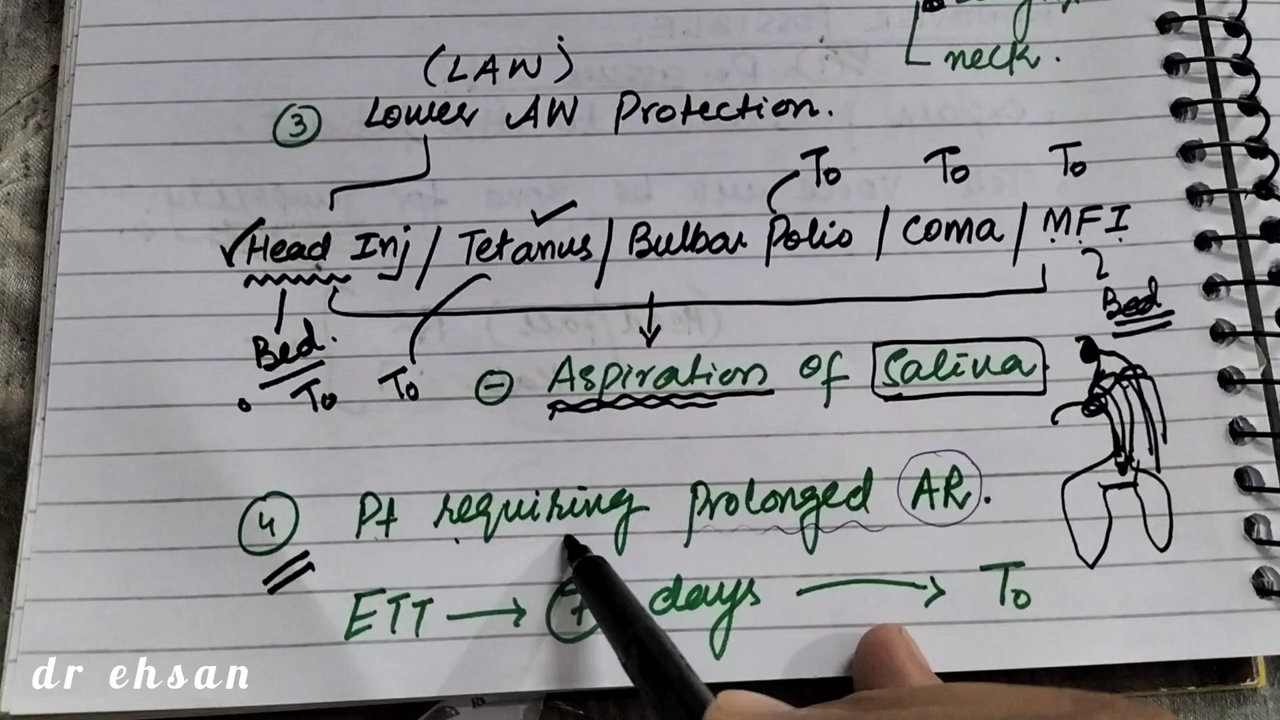 neck.
(LAW)
③ Lower AW Protection.
To To To
Head Inj / Tetanus / Bulbar Polio / Coma / MFI
Bed. Bed
To To ⊖ Aspiration of Saliva
④ Pt requiring Prolonged AR.
ETT → 7 days → To
dr ehsan